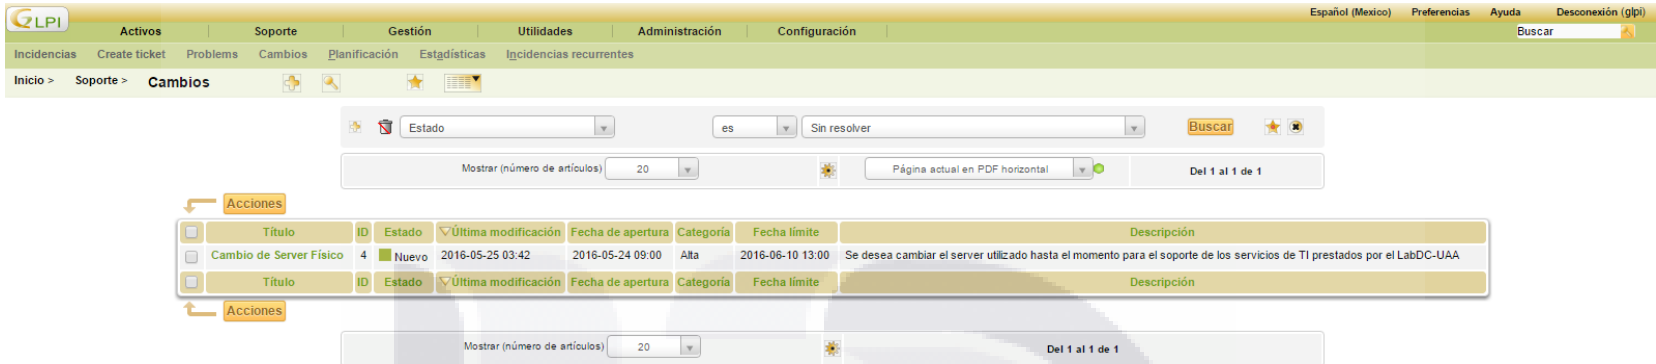 GLPI
Español (Mexico) Preferencias Ayuda Desconexión (glpi)
Activos Soporte Gestión Utilidades Administración Configuración Buscar
Incidencias Create ticket Problems Cambios Planificación Estadísticas Incidencias recurrentes
Inicio > Soporte > Cambios
Estado es Sin resolver Buscar
Mostrar (número de artículos) 20 Página actual en PDF horizontal Del 1 al 1 de 1
Acciones
Título ID Estado Última modificación Fecha de apertura Categoría Fecha límite Descripción
Cambio de Server Físico 4 Nuevo 2016-05-25 03:42 2016-05-24 09:00 Alta 2016-06-10 13:00 Se desea cambiar el server utilizado hasta el momento para el soporte de los servicios de TI prestados por el LabDC-UAA
Título ID Estado Última modificación Fecha de apertura Categoría Fecha límite Descripción
Acciones
Mostrar (número de artículos) 20 Del 1 al 1 de 1